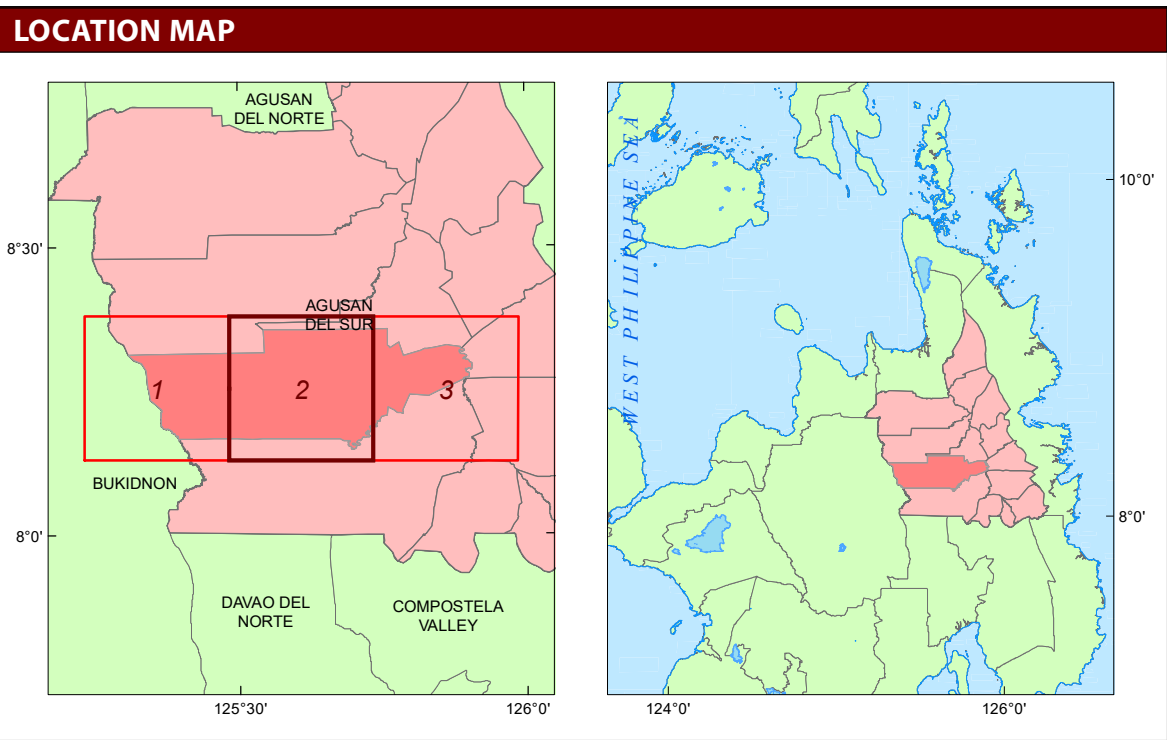 LOCATION MAP
AGUSAN
DEL NORTE
8°30'
AGUSAN
DEL SUR
1
2
3
BUKIDNON
8°0'
DAVAO DEL
NORTE
COMPOSTELA
VALLEY
125°30'
126°0'
WEST PHILIPPINE SEA
10°0'
8°0'
124°0'
126°0'